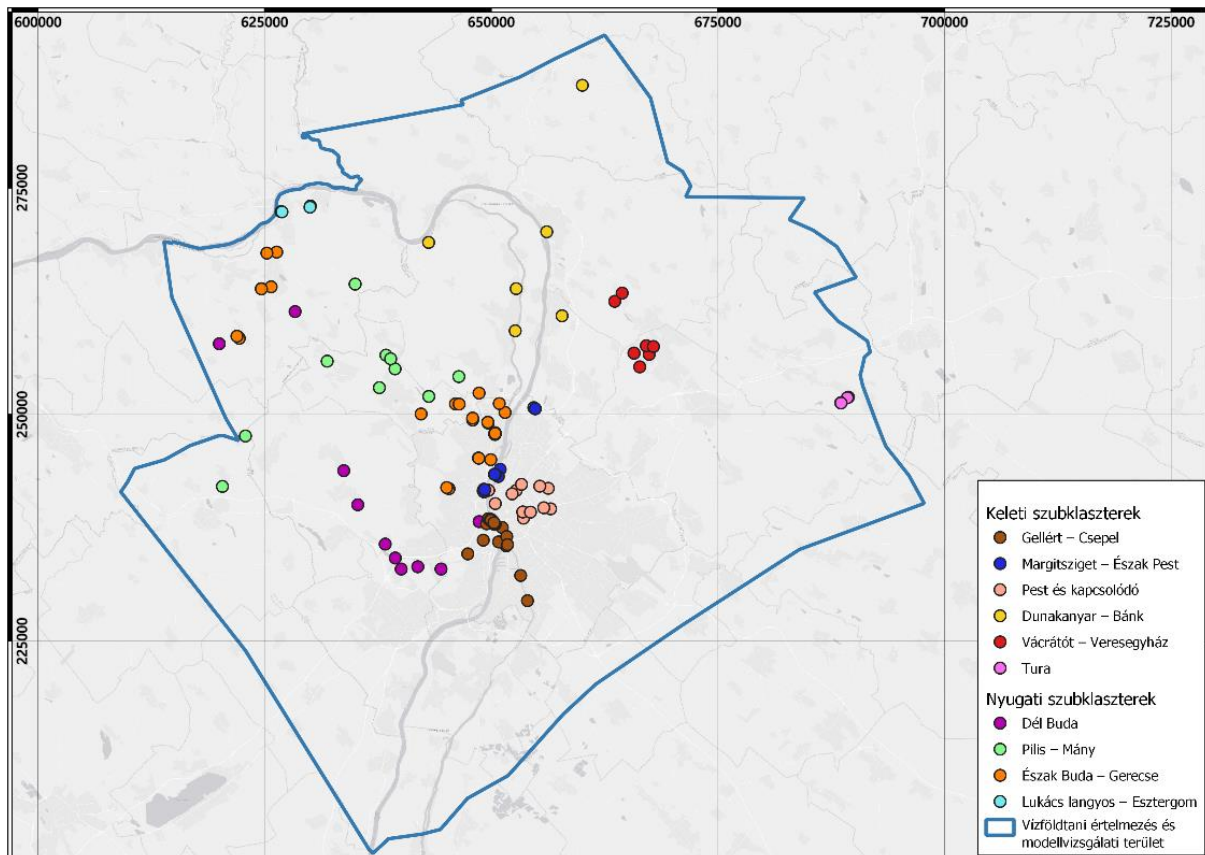 600000 625000 650000 675000 700000 725000
275000
250000
225000
Keleti szubklaszterek
Gellért – Csepel
Margitsziget – Észak Pest
Pest és kapcsolódó
Dunakanyar – Bánk
Vácrátót – Veresegyház
Tura
Nyugati szubklaszterek
Dél Buda
Pilis – Mány
Észak Buda – Gerecse
Lukács langyos – Esztergom
Vízföldtani értelmezés és
modellvizsgálati terület